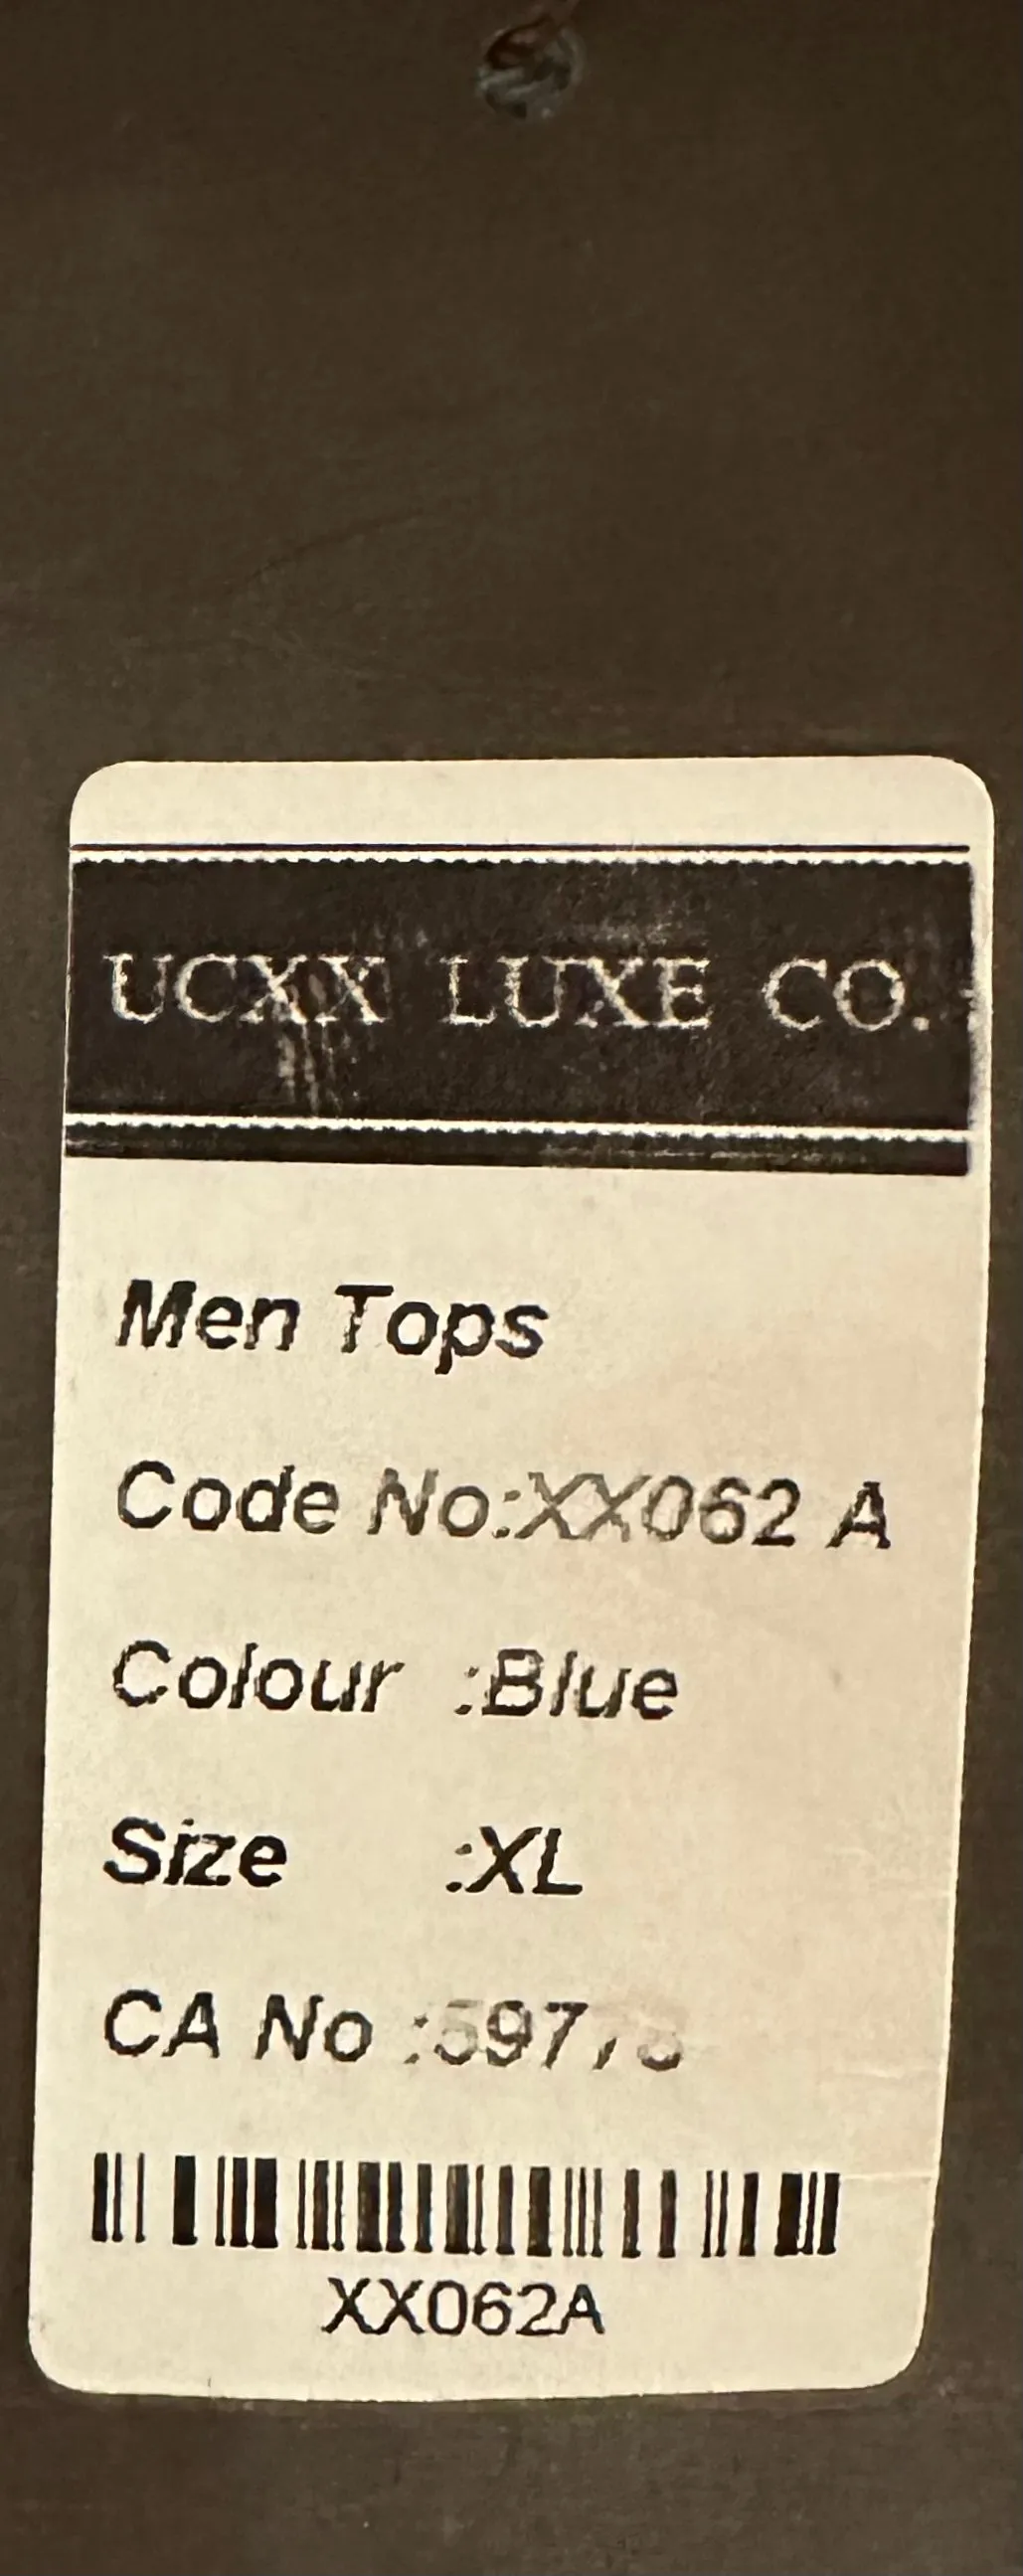 UCXX LUXE CO.
Men Tops
Code No:XX062 A
Colour :Blue
Size :XL
CA No :
XX062A